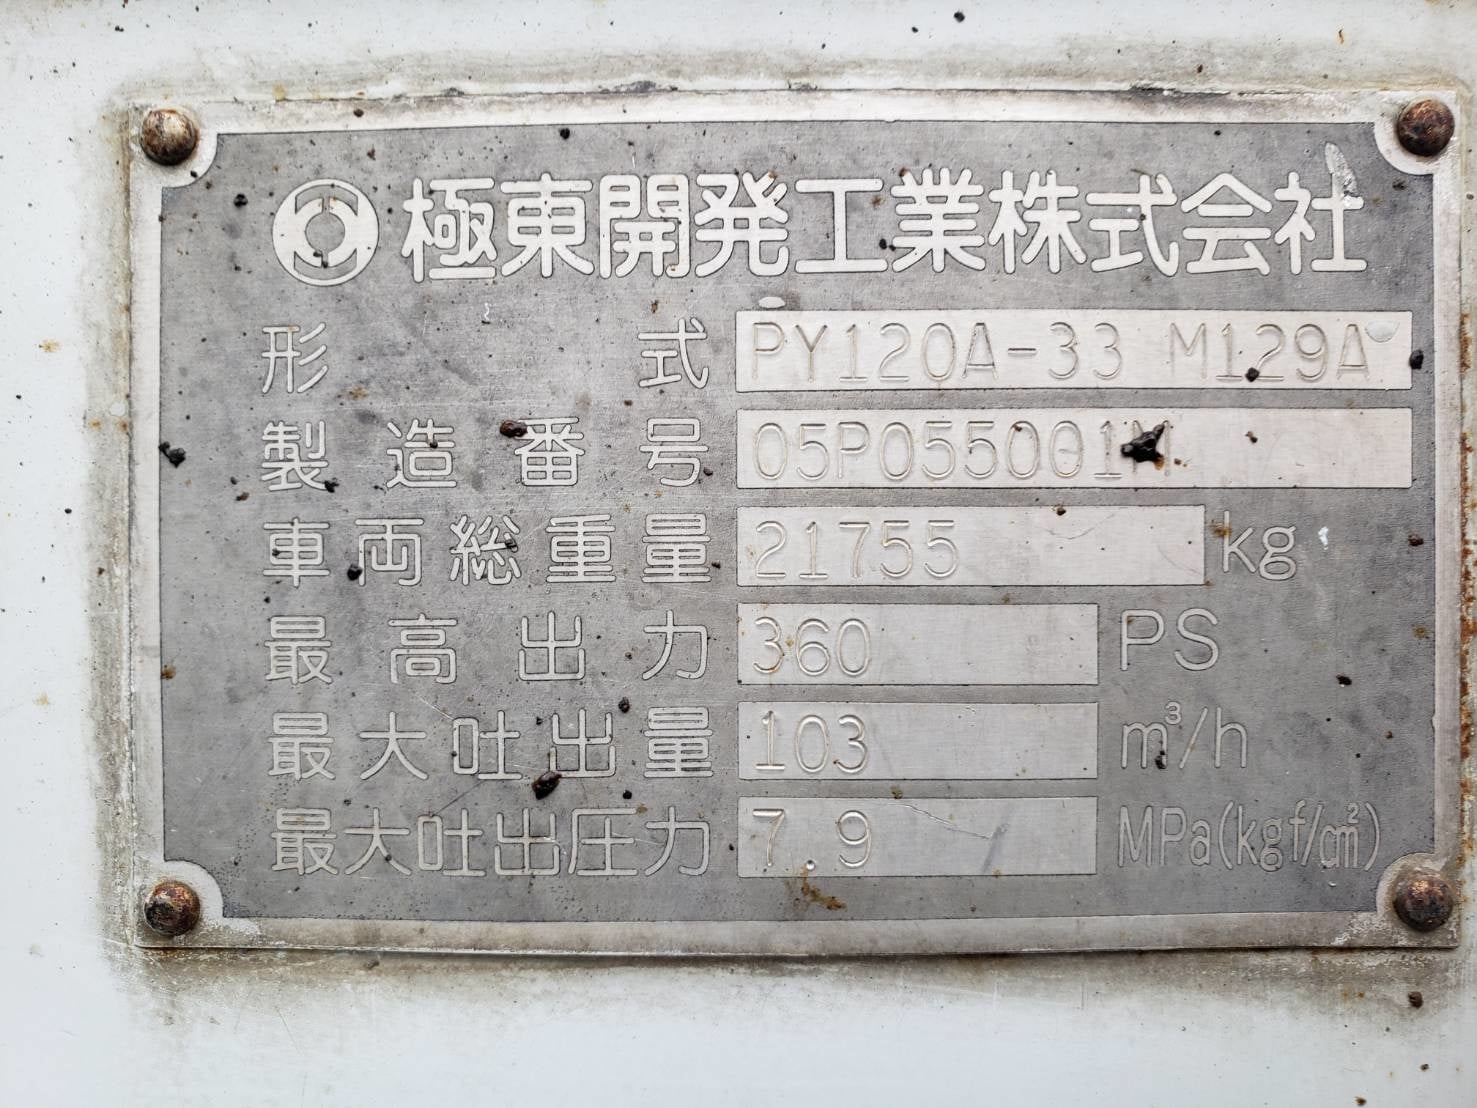 極東開発工業株式会社
形式 PY120A-33 M129A
製造番号 05P055001M
車両総重量 21755 kg
最高出力 360 PS
最大吐出量 103 m³/h
最大吐出圧力 7.9 MPa(kgf/cm²)